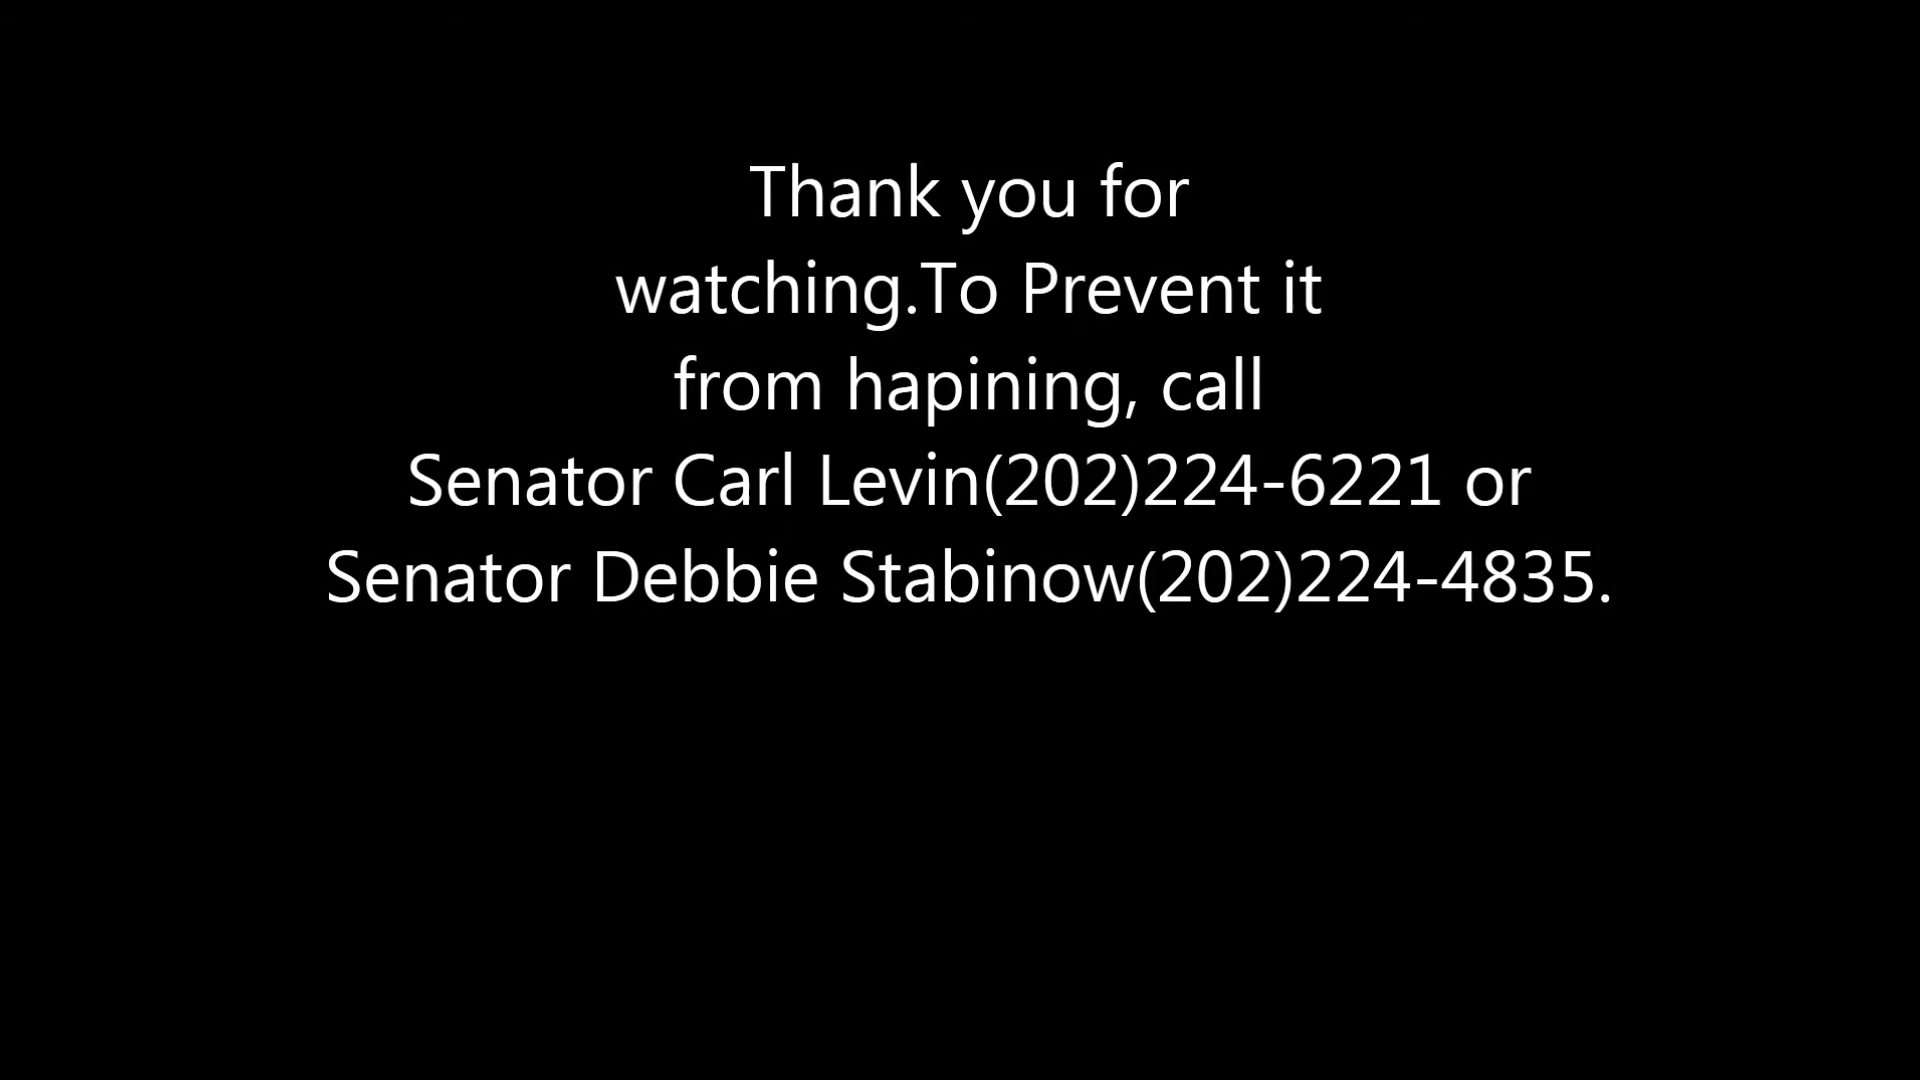 Thank you for
watching.To Prevent it
from hapining, call
Senator Carl Levin(202)224-6221 or
Senator Debbie Stabinow(202)224-4835.